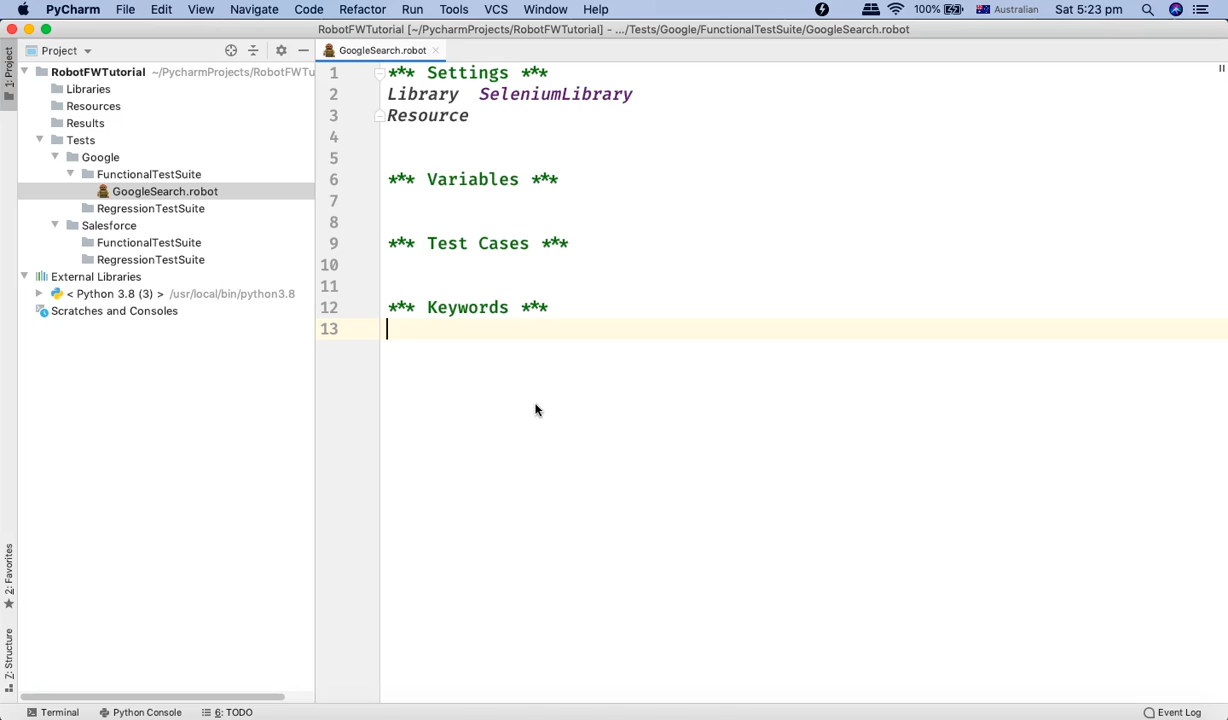 PyCharm File Edit View Navigate Code Refactor Run Tools VCS Window Help 100% Australian Sat 5:23 pm
RobotFWTutorial [~/PycharmProjects/RobotFWTutorial] - .../Tests/Google/FunctionalTestSuite/GoogleSearch.robot
1: Project
Project
GoogleSearch.robot
RobotFWTutorial ~/PycharmProjects/RobotFWTu
Libraries
Resources
Results
Tests
Google
FunctionalTestSuite
GoogleSearch.robot
RegressionTestSuite
Salesforce
FunctionalTestSuite
RegressionTestSuite
External Libraries
< Python 3.8 (3) > /usr/local/bin/python3.8
Scratches and Consoles
1 *** Settings ***
2 Library SeleniumLibrary
3 Resource
4
5
6 *** Variables ***
7
8
9 *** Test Cases ***
10
11
12 *** Keywords ***
13
2: Favorites
Z: Structure
Terminal Python Console 6: TODO Event Log